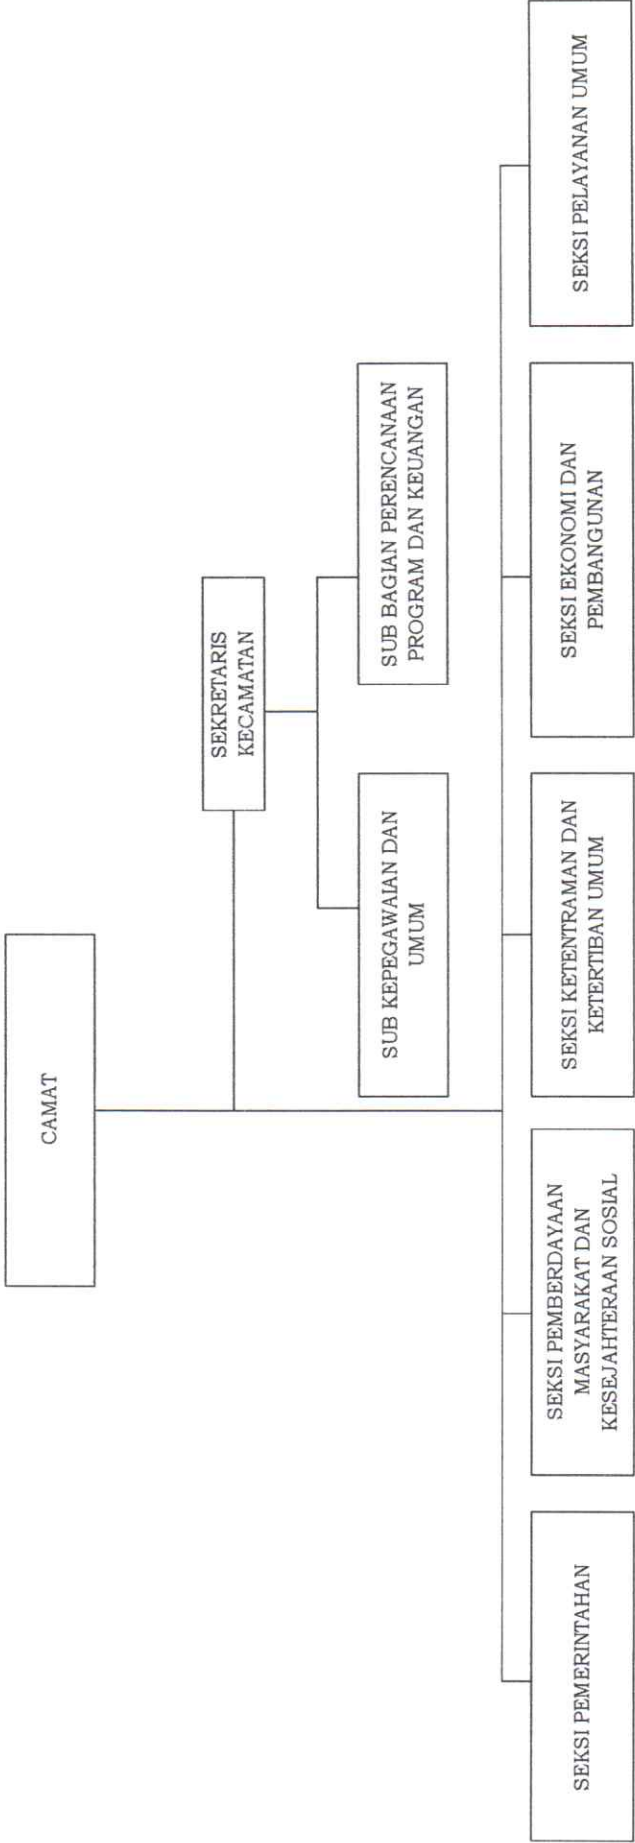 CAMAT
SEKRETARIS
KECAMATAN
SUB KEPEGAWAIAN DAN
UMUM
SUB BAGIAN PERENCANAAN
PROGRAM DAN KEUANGAN
SEKSI PEMERINTAHAN
SEKSI PEMBERDAYAAN
MASYARAKAT DAN
KESEJAHTERAAN SOSIAL
SEKSI KETENTRAMAN DAN
KETERTIBAN UMUM
SEKSI EKONOMI DAN
PEMBANGUNAN
SEKSI PELAYANAN UMUM